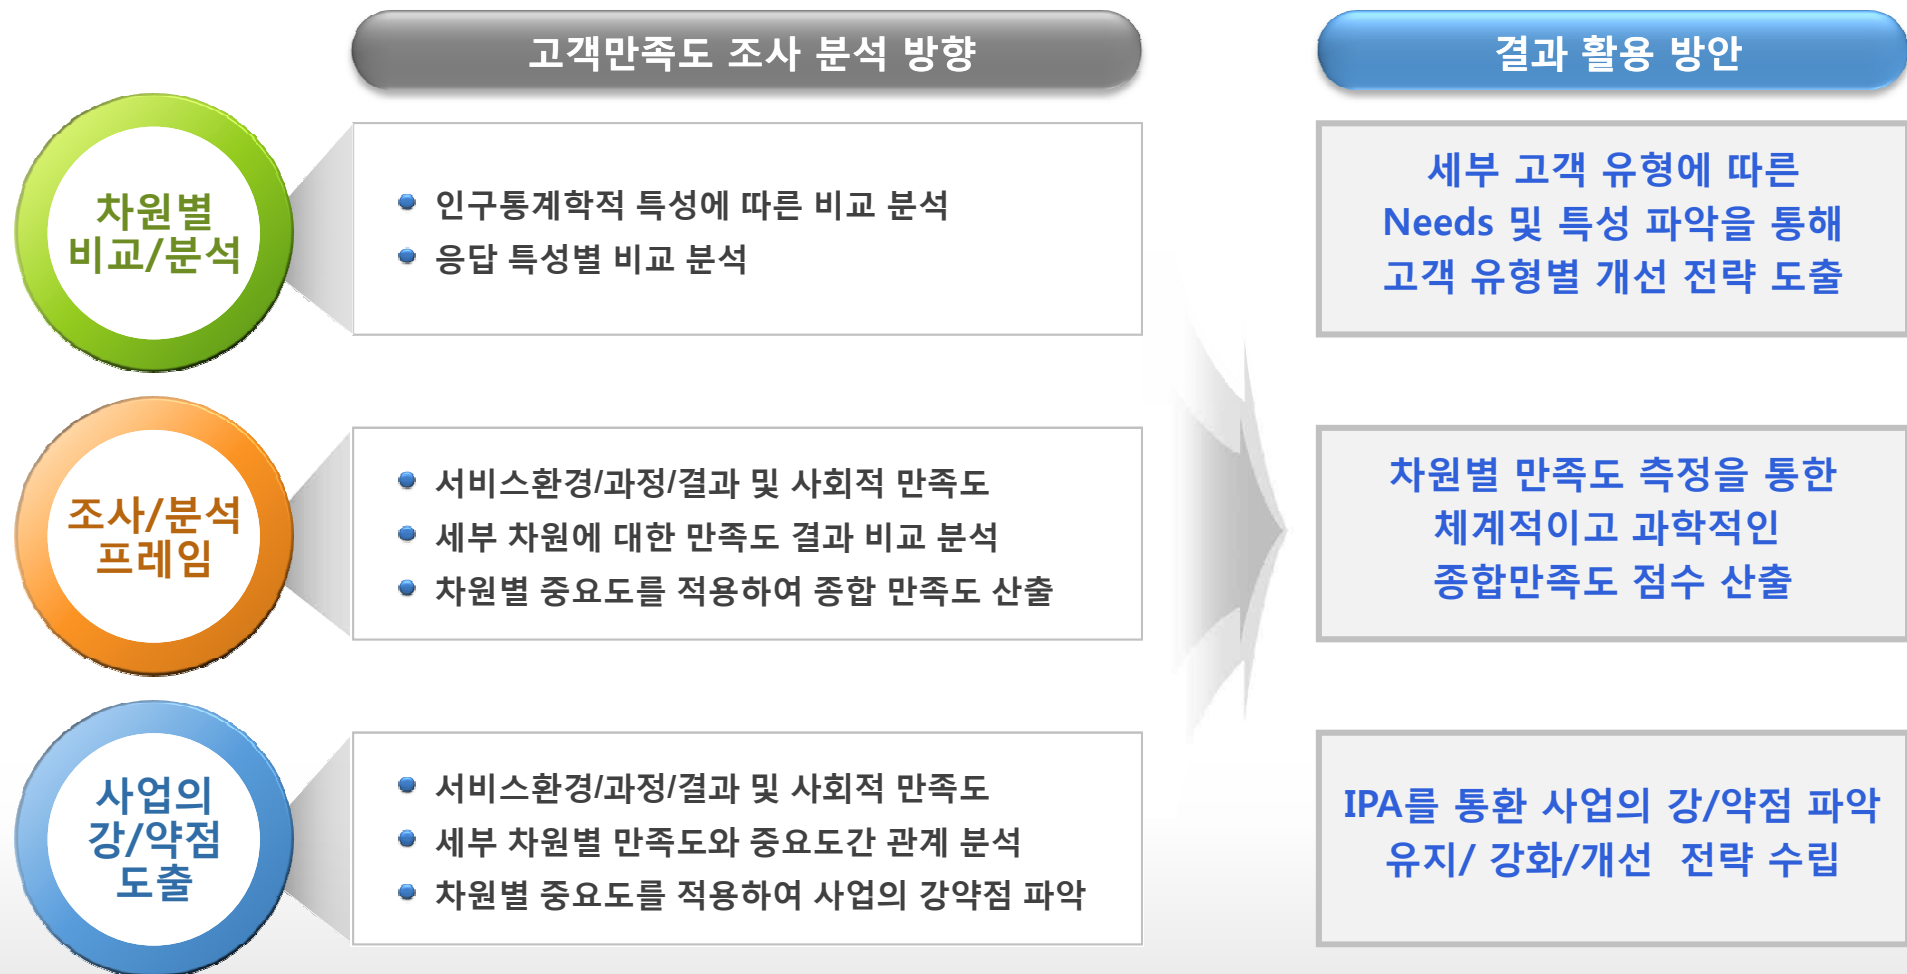 고객만족도 조사 분석 방향
결과 활용 방안
차원별
비교/분석
인구통계학적 특성에 따른 비교 분석
응답 특성별 비교 분석
세부 고객 유형에 따른
Needs 및 특성 파악을 통해
고객 유형별 개선 전략 도출
조사/분석
프레임
서비스환경/과정/결과 및 사회적 만족도
세부 차원에 대한 만족도 결과 비교 분석
차원별 중요도를 적용하여 종합 만족도 산출
차원별 만족도 측정을 통한
체계적이고 과학적인
종합만족도 점수 산출
사업의
강/약점
도출
서비스환경/과정/결과 및 사회적 만족도
세부 차원별 만족도와 중요도간 관계 분석
차원별 중요도를 적용하여 사업의 강약점 파악
IPA를 통환 사업의 강/약점 파악
유지/ 강화/개선 전략 수립